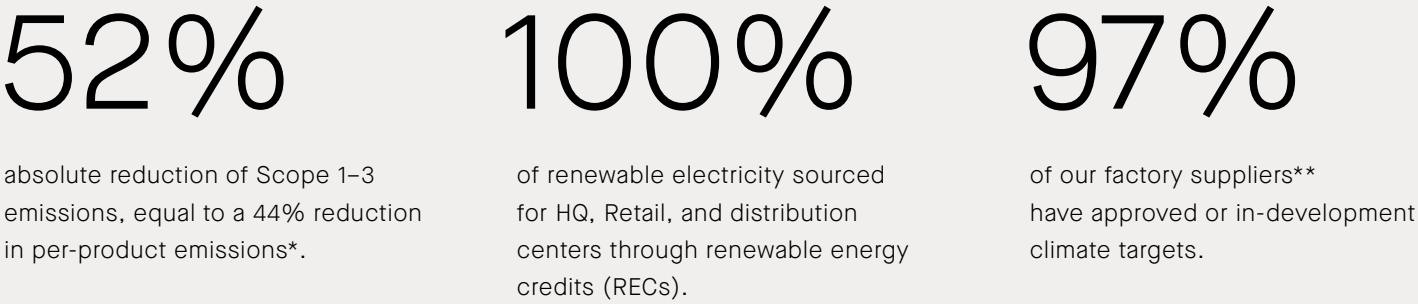 52%
absolute reduction of Scope 1–3
emissions, equal to a 44% reduction
in per-product emissions*.
100%
of renewable electricity sourced
for HQ, Retail, and distribution
centers through renewable energy
credits (RECs).
97%
of our factory suppliers**
have approved or in-development
climate targets.